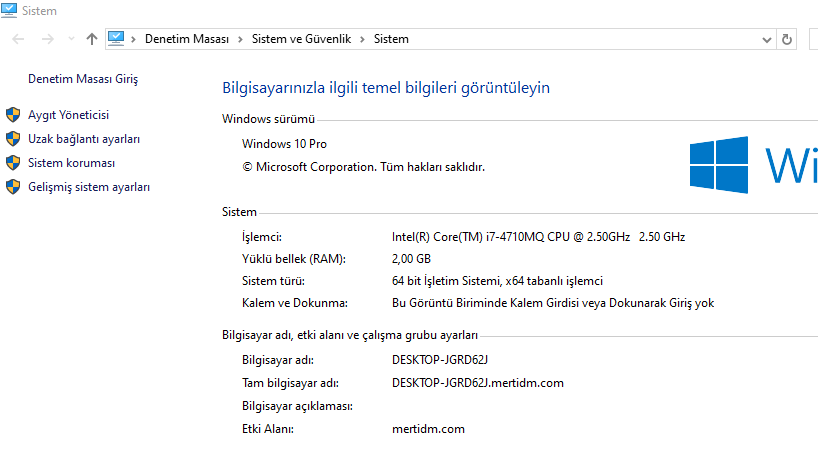 Sistem
Denetim Masası > Sistem ve Güvenlik > Sistem
Denetim Masası Giriş
Aygıt Yöneticisi
Uzak bağlantı ayarları
Sistem koruması
Gelişmiş sistem ayarları
Bilgisayarınızla ilgili temel bilgileri görüntüleyin
Windows sürümü
Windows 10 Pro
© Microsoft Corporation. Tüm hakları saklıdır.
Wi
Sistem
İşlemci: Intel(R) Core(TM) i7-4710MQ CPU @ 2.50GHz 2.50 GHz
Yüklü bellek (RAM): 2,00 GB
Sistem türü: 64 bit İşletim Sistemi, x64 tabanlı işlemci
Kalem ve Dokunma: Bu Görüntü Biriminde Kalem Girdisi veya Dokunarak Giriş yok
Bilgisayar adı, etki alanı ve çalışma grubu ayarları
Bilgisayar adı: DESKTOP-JGRD62J
Tam bilgisayar adı: DESKTOP-JGRD62J.mertidm.com
Bilgisayar açıklaması:
Etki Alanı: mertidm.com